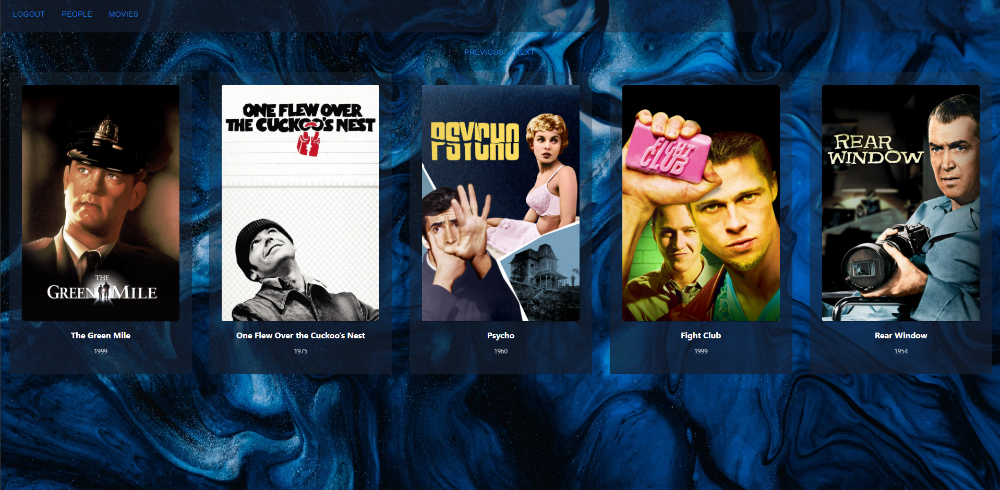 LOGOUT PEOPLE MOVIES
PREVIOUS NEXT
THE
GREEN MILE
The Green Mile
1999
ONE FLEW OVER
THE CUCKOO'S NEST
One Flew Over the Cuckoo's Nest
1975
PSYCHO
Psycho
1960
FIGHT
CLUB
Fight Club
1999
REAR
WINDOW
Rear Window
1954